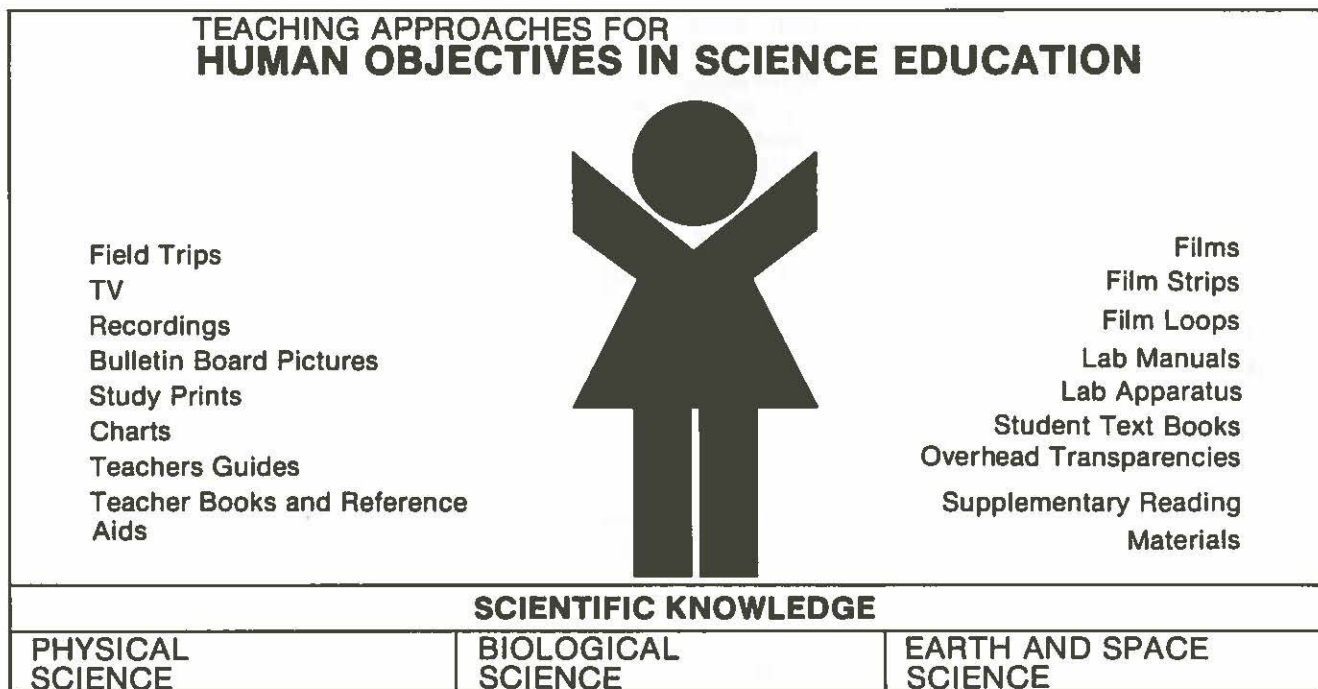 TEACHING APPROACHES FOR
HUMAN OBJECTIVES IN SCIENCE EDUCATION
Field Trips
TV
Recordings
Bulletin Board Pictures
Study Prints
Charts
Teachers Guides
Teacher Books and Reference
Aids
Films
Film Strips
Film Loops
Lab Manuals
Lab Apparatus
Student Text Books
Overhead Transparencies
Supplementary Reading
Materials
SCIENTIFIC KNOWLEDGE
PHYSICAL
SCIENCE
BIOLOGICAL
SCIENCE
EARTH AND SPACE
SCIENCE